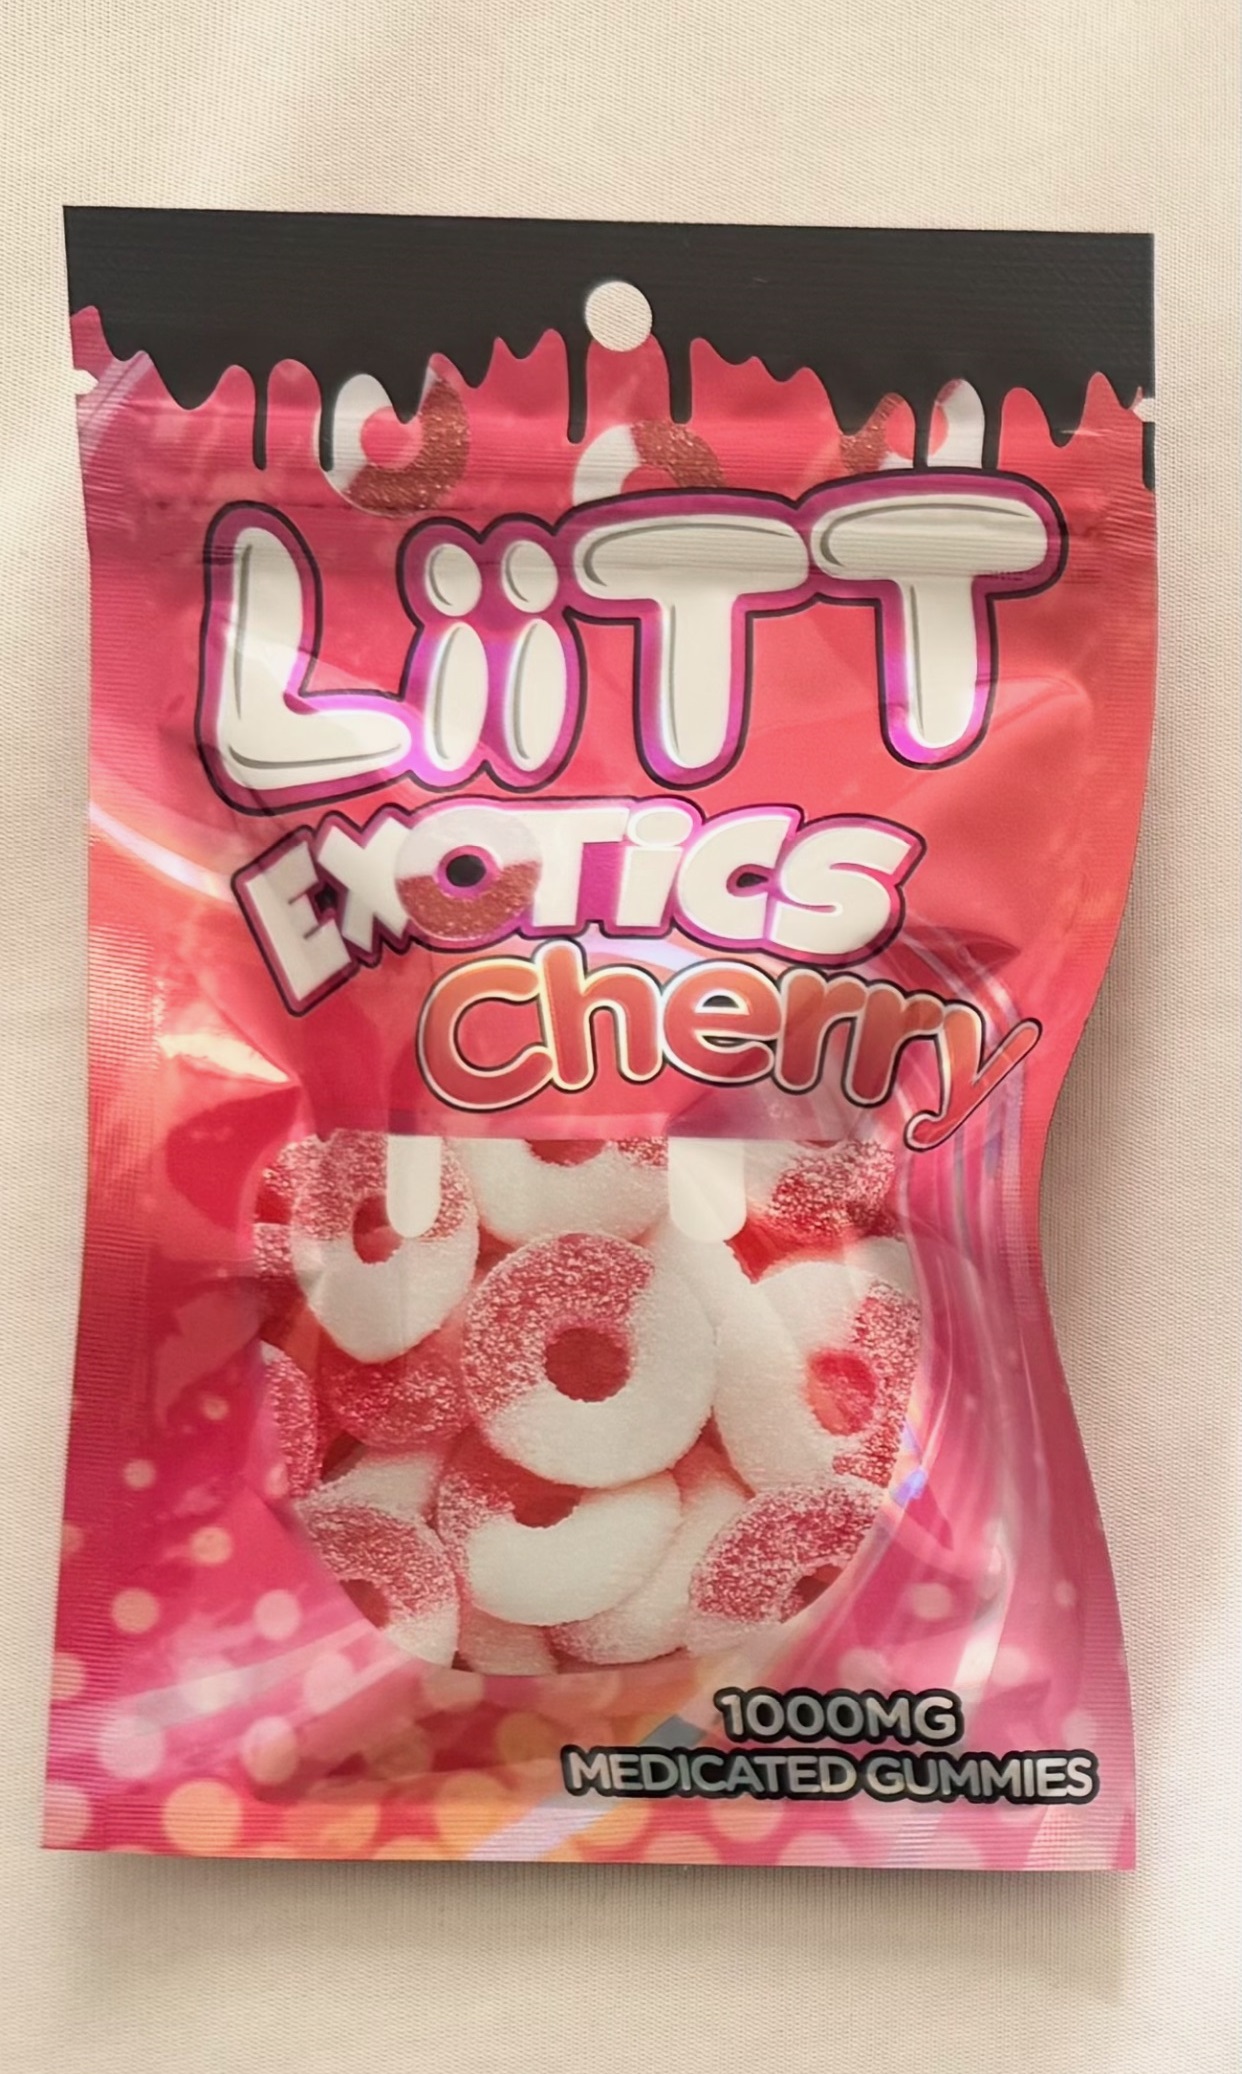 LiiTT
EXOTiCS
Cherry
1000MG
MEDICATED GUMMIES